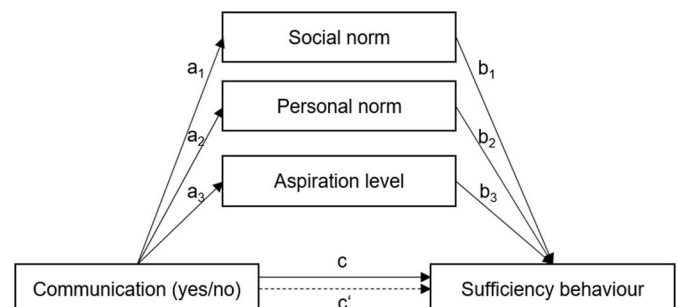 Social norm
a1
b1
Personal norm
a2
b2
Aspiration level
a3
b3
c
Communication (yes/no)
Sufficiency behaviour
c‘